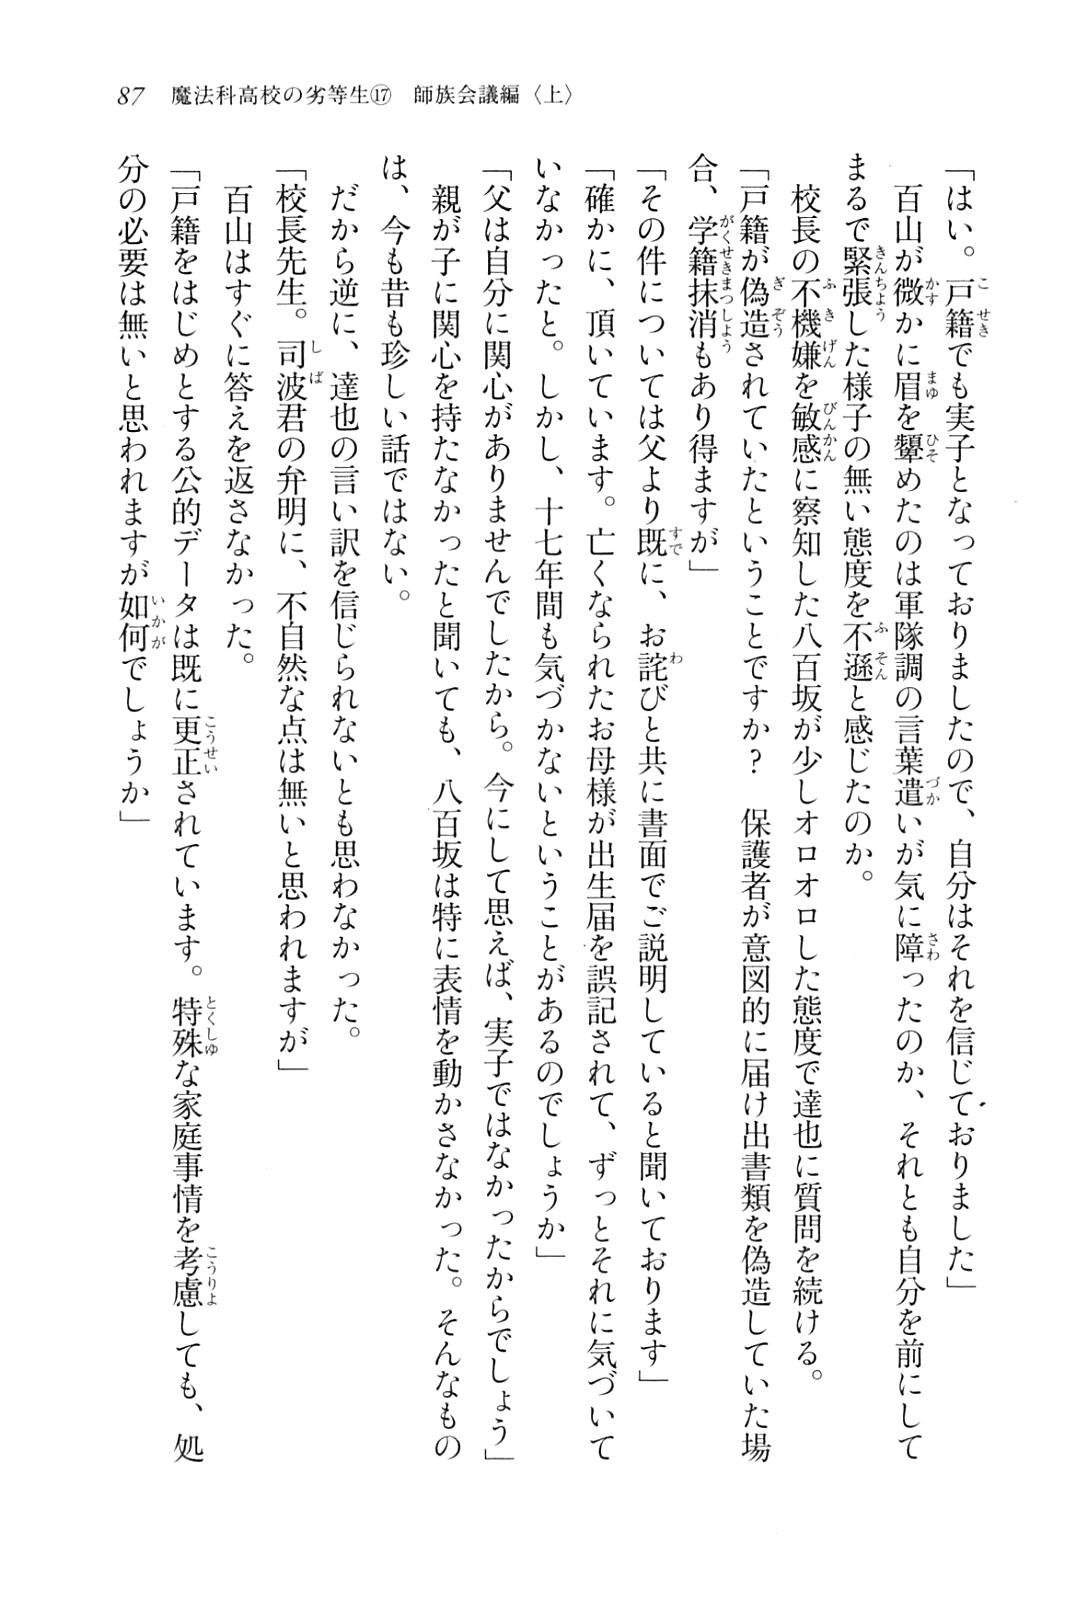 87　魔法科高校の劣等生⑰　師族会議編〈上〉
「はい。戸籍でも実子となっておりましたので、自分はそれを信じておりました」
　百山が微かに眉を顰めたのは軍隊調の言葉遣いが気に障ったのか、それとも自分を前にして
まるで緊張した様子の無い態度を不遜と感じたのか。
　校長の不機嫌を敏感に察知した八百坂が少しオロオロした態度で達也に質問を続ける。
「戸籍が偽造されていたということですか？　保護者が意図的に届け出書類を偽造していた場
合、学籍抹消もあり得ますが」
「その件については父より既に、お詫びと共に書面でご説明していると聞いております」
「確かに、頂いています。亡くなられたお母様が出生届を誤記されて、ずっとそれに気づいて
いなかったと。しかし、十七年間も気づかないということがあるのでしょうか」
「父は自分に関心がありませんでしたから。今にして思えば、実子ではなかったからでしょう」
　親が子に関心を持たなかったと聞いても、八百坂は特に表情を動かさなかった。そんなもの
は、今も昔も珍しい話ではない。
　だから逆に、達也の言い訳を信じられないとも思わなかった。
「校長先生。司波君の弁明に、不自然な点は無いと思われますが」
　百山はすぐに答えを返さなかった。
「戸籍をはじめとする公的データは既に更正されています。特殊な家庭事情を考慮しても、処
分の必要は無いと思われますが如何でしょうか」